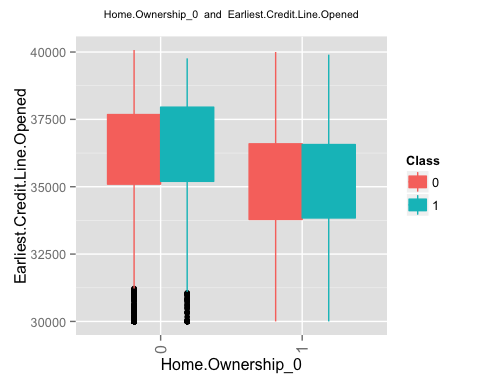 Home.Ownership_0 and Earliest.Credit.Line.Opened
Earliest.Credit.Line.Opened
40000
37500
35000
32500
30000
0
1
Home.Ownership_0
Class
0
1